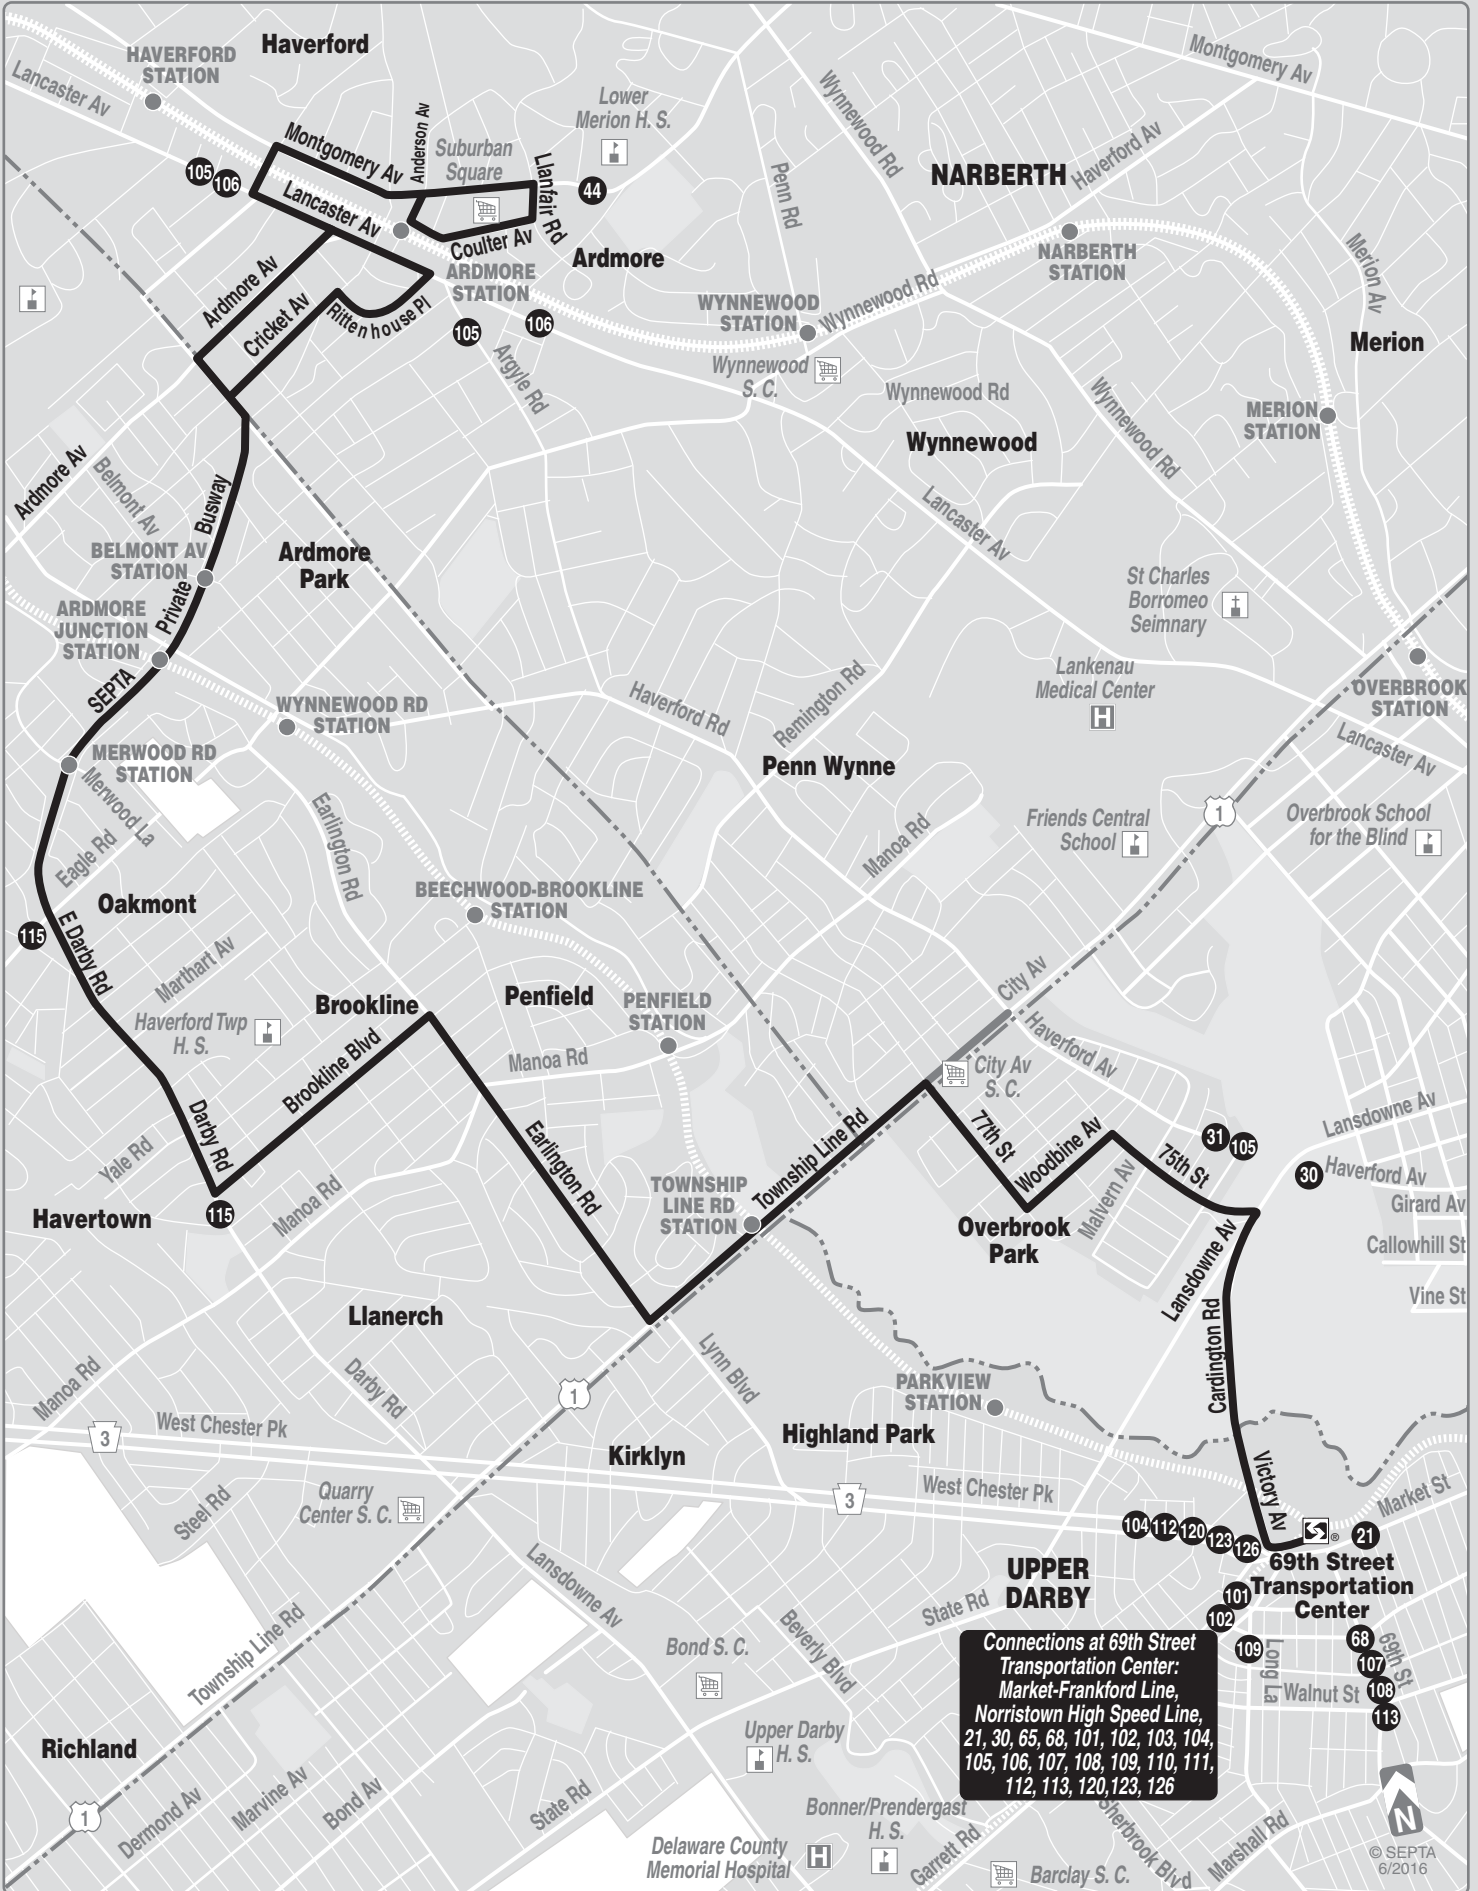 Haverford
HAVERFORD
STATION
Lancaster Av
Montgomery Av
Wynnewood Rd
Lower
Merion H. S.
Anderson Av
Suburban
Square
Montgomery Av
Lancaster Av
Llanfair Rd
Coulter Av
105
106
44
Penn Rd
NARBERTH
Haverford Av
NARBERTH
STATION
Merion Av
Ardmore
ARDMORE
STATION
Ardmore Av
Cricket Av
Rittenhouse Pl
105
106
Argyle Rd
WYNNEWOOD
STATION
Wynnewood Rd
Wynnewood
S. C.
Wynnewood Rd
Wynnewood Rd
Merion
MERION
STATION
Wynnewood
Lancaster Av
Ardmore Av
Belmont Av
BELMONT AV
STATION
Busway
Private
SEPTA
Ardmore
Park
ARDMORE
JUNCTION
STATION
St Charles
Borromeo
Seimnary
Lankenau
Medical Center
H
OVERBROOK
STATION
Lancaster Av
WYNNEWOOD RD
STATION
Haverford Rd
Remington Rd
MERWOOD RD
STATION
Merwood La
Penn Wynne
Eagle Rd
Earlington Rd
Manoa Rd
Friends Central
School
1
Overbrook School
for the Blind
BEECHWOOD-BROOKLINE
STATION
Oakmont
115
E Darby Rd
Marthart Av
Haverford Twp
H. S.
Brookline
Penfield
PENFIELD
STATION
Manoa Rd
Brookline Blvd
City Av
Haverford Av
City Av
S. C.
Darby Rd
Yale Rd
Manoa Rd
Havertown
115
Earlington Rd
TOWNSHIP
LINE RD
STATION
Township Line Rd
77th St
Woodbine Av
75th St
Malvern Av
Overbrook
Park
31
105
30
Lansdowne Av
Haverford Av
Girard Av
Callowhill St
Vine St
Lansdowne Av
Cardington Rd
Llanerch
Manoa Rd
Darby Rd
1
Lynn Blvd
PARKVIEW
STATION
3
West Chester Pk
Kirklyn
Highland Park
3
West Chester Pk
Victory Av
Market St
Steel Rd
Quarry
Center S. C.
104
112
120
123
126
®
21
69th Street
Transportation
Center
UPPER
DARBY
101
102
109
68
107
108
113
Long La
69th St
Walnut St
Lansdowne Av
State Rd
Beverly Blvd
Bond S. C.
Township Line Rd
Connections at 69th Street
Transportation Center:
Market-Frankford Line,
Norristown High Speed Line,
21, 30, 65, 68, 101, 102, 103, 104,
105, 106, 107, 108, 109, 110, 111,
112, 113, 120,123, 126
Richland
1
Dermond Av
Marvine Av
Bond Av
State Rd
Upper Darby
H. S.
Bonner/Prendergast
H. S.
Delaware County
Memorial Hospital
H
Garrett Rd
Barclay S. C.
Sherbrook Blvd
Marshall Rd
N
© SEPTA
6/2016